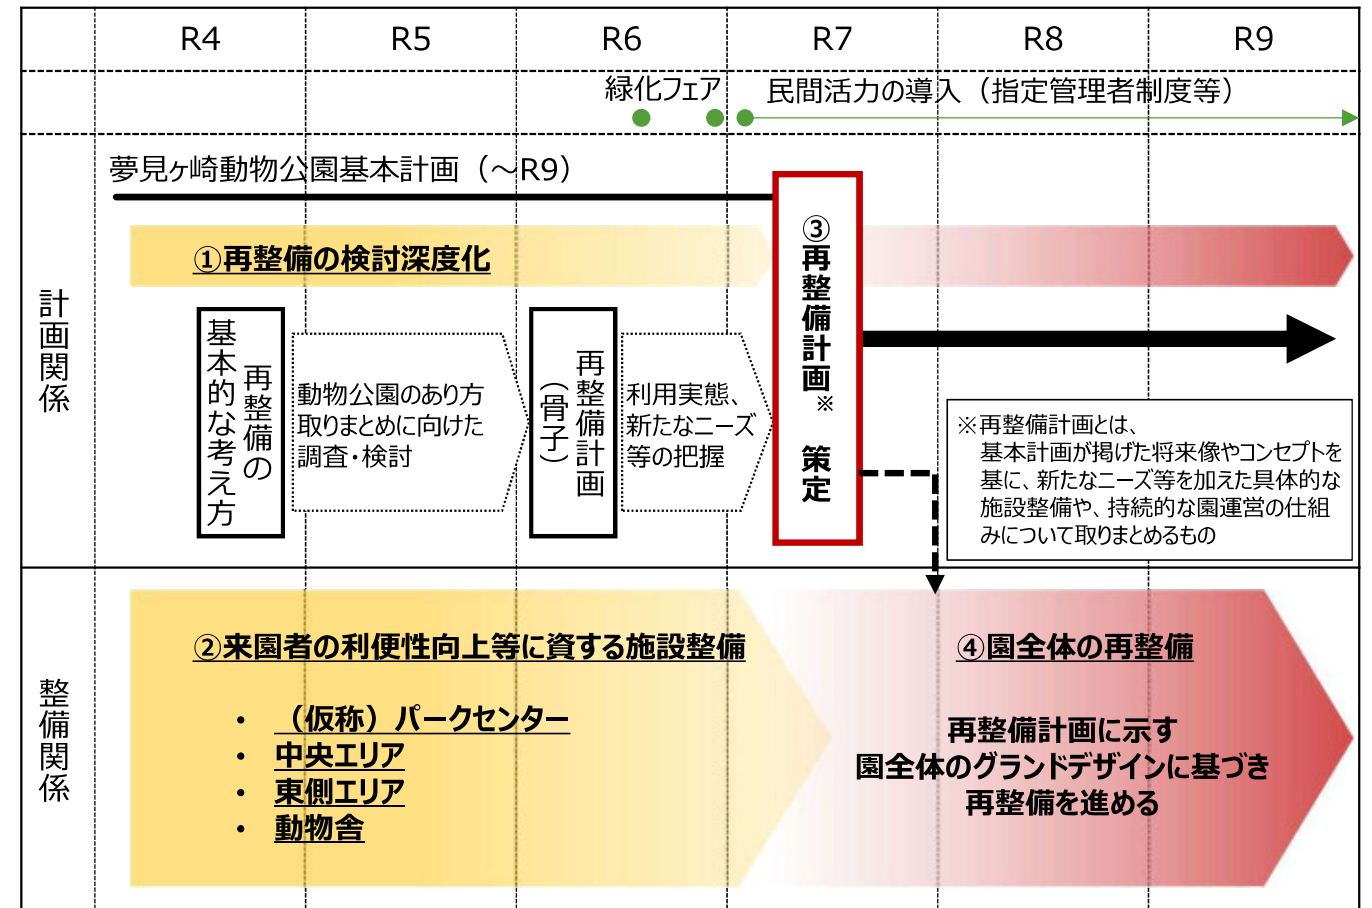 R4 R5 R6 R7 R8 R9
緑化フェア
民間活力の導入（指定管理者制度等）
計画関係
夢見ヶ崎動物公園基本計画（～R9）
①再整備の検討深度化
再整備の
基本的な考え方
動物公園のあり方
取りまとめに向けた
調査・検討
再整備計画
（骨子）
利用実態、
新たなニーズ
等の把握
③再整備計画※ 策定
※再整備計画とは、
基本計画が掲げた将来像やコンセプトを
基に、新たなニーズ等を加えた具体的な
施設整備や、持続的な園運営の仕組
みについて取りまとめるもの
整備関係
②来園者の利便性向上等に資する施設整備
・ （仮称）パークセンター
・ 中央エリア
・ 東側エリア
・ 動物舎
④園全体の再整備
再整備計画に示す
園全体のグランドデザインに基づき
再整備を進める